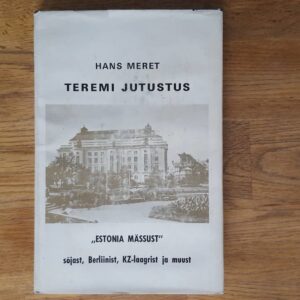 HANS MERET
TEREMI JUTUSTUS
„ESTONIA MÄSSUST"
sõjast, Berliinist, KZ-laagrist ja muust